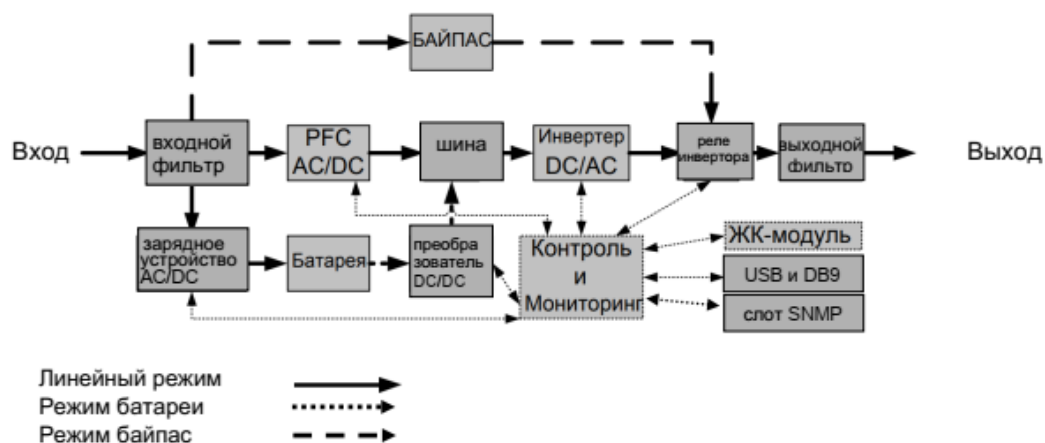 БАЙПАС
Вход
входной
фильтр
PFC
AC/DC
шина
Инвертер
DC/AC
реле
инвертора
выходной
фильтр
Выход
зарядное
устройство
AC/DC
Батарея
преобра
зователь
DC/DC
Контроль
и
Мониторинг
ЖК-модуль
USB и DB9
слот SNMP
Линейный режим
Режим батареи
Режим байпас